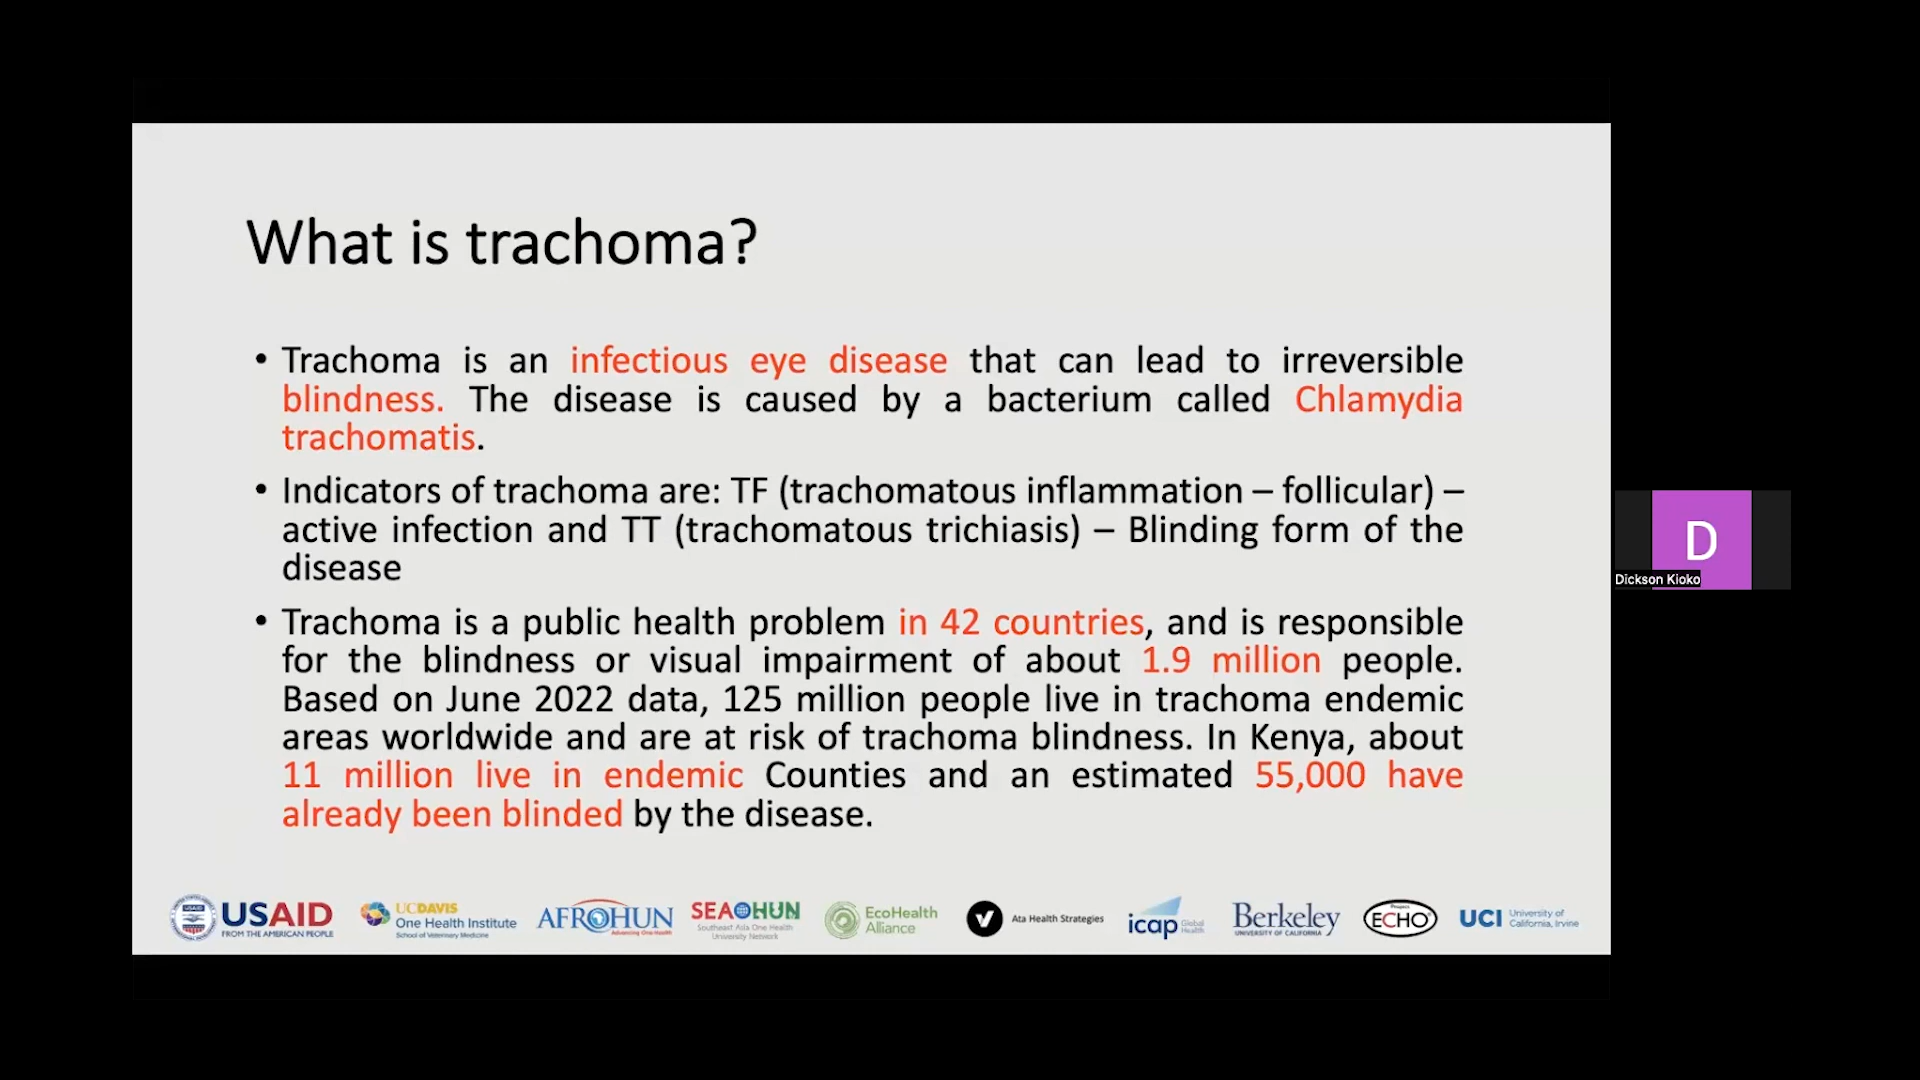 What is trachoma?
• Trachoma is an infectious eye disease that can lead to irreversible
blindness. The disease is caused by a bacterium called Chlamydia
trachomatis.
• Indicators of trachoma are: TF (trachomatous inflammation – follicular) –
active infection and TT (trachomatous trichiasis) – Blinding form of the
disease
• Trachoma is a public health problem in 42 countries, and is responsible
for the blindness or visual impairment of about 1.9 million people.
Based on June 2022 data, 125 million people live in trachoma endemic
areas worldwide and are at risk of trachoma blindness. In Kenya, about
11 million live in endemic Counties and an estimated 55,000 have
already been blinded by the disease.
D
Dickson Kioko
USAID
FROM THE AMERICAN PEOPLE
UCDAVIS
One Health Institute
School of Veterinary Medicine
AFROHUN
Advancing One Health
SEAOHUN
Southeast Asia One Health
University Network
EcoHealth
Alliance
Ata Health Strategies
icap Global
Health
Berkeley
UNIVERSITY OF CALIFORNIA
Project
ECHO
UCI University of
California, Irvine